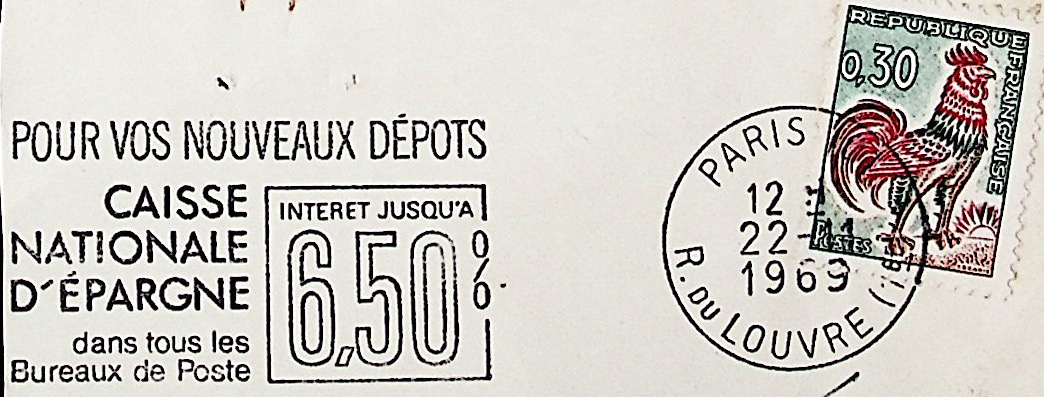 POUR VOS NOUVEAUX DÉPOTS
CAISSE
NATIONALE
D'ÉPARGNE
dans tous les
Bureaux de Poste
INTERET JUSQU'A
6,50 %
PARIS
12 H
22-11
1969
R. DU LOUVRE
REPUBLIQUE FRANÇAISE
0,30
POSTES